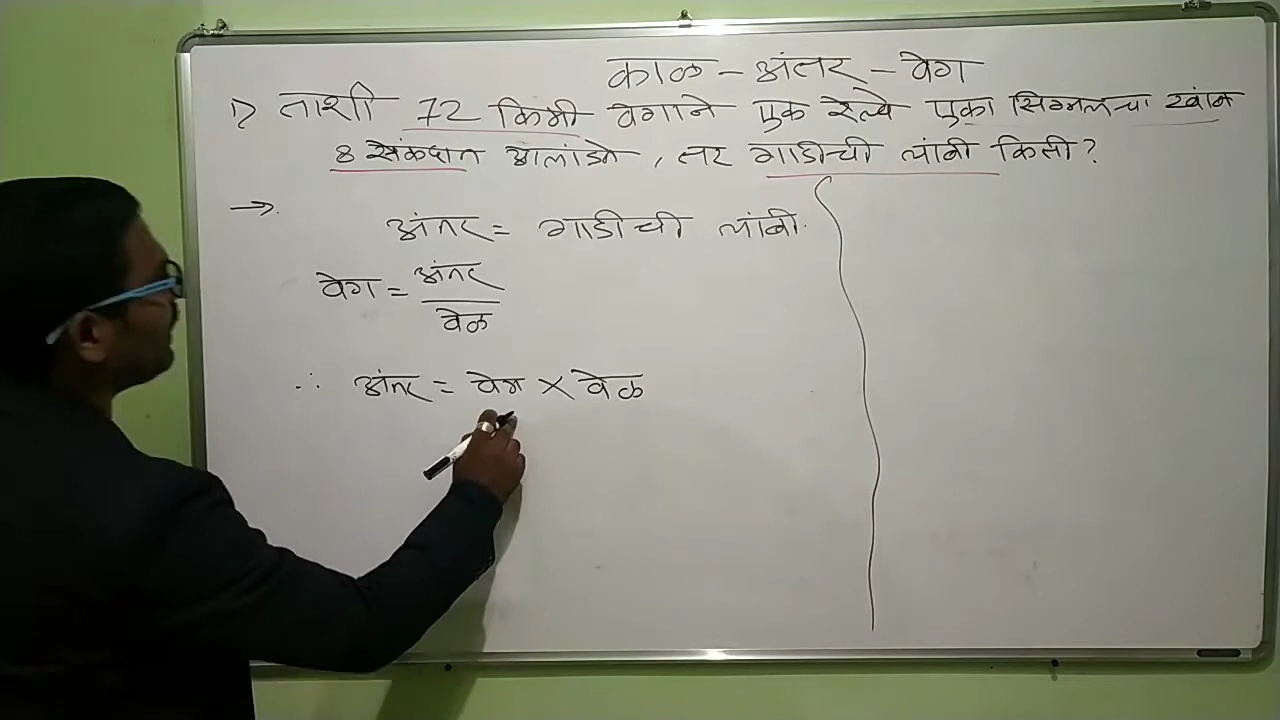 काळ - अंतर - वेग
1) ताशी 72 किमी वेगाने एक रेल्वे एका सिग्नलचा खांब
8 सेकंदात ओलांडते , तर गाडीची लांबी किती ?
→ अंतर = गाडीची लांबी.
वेग = अंतर / वेळ
∴ अंतर = वेग × वेळ